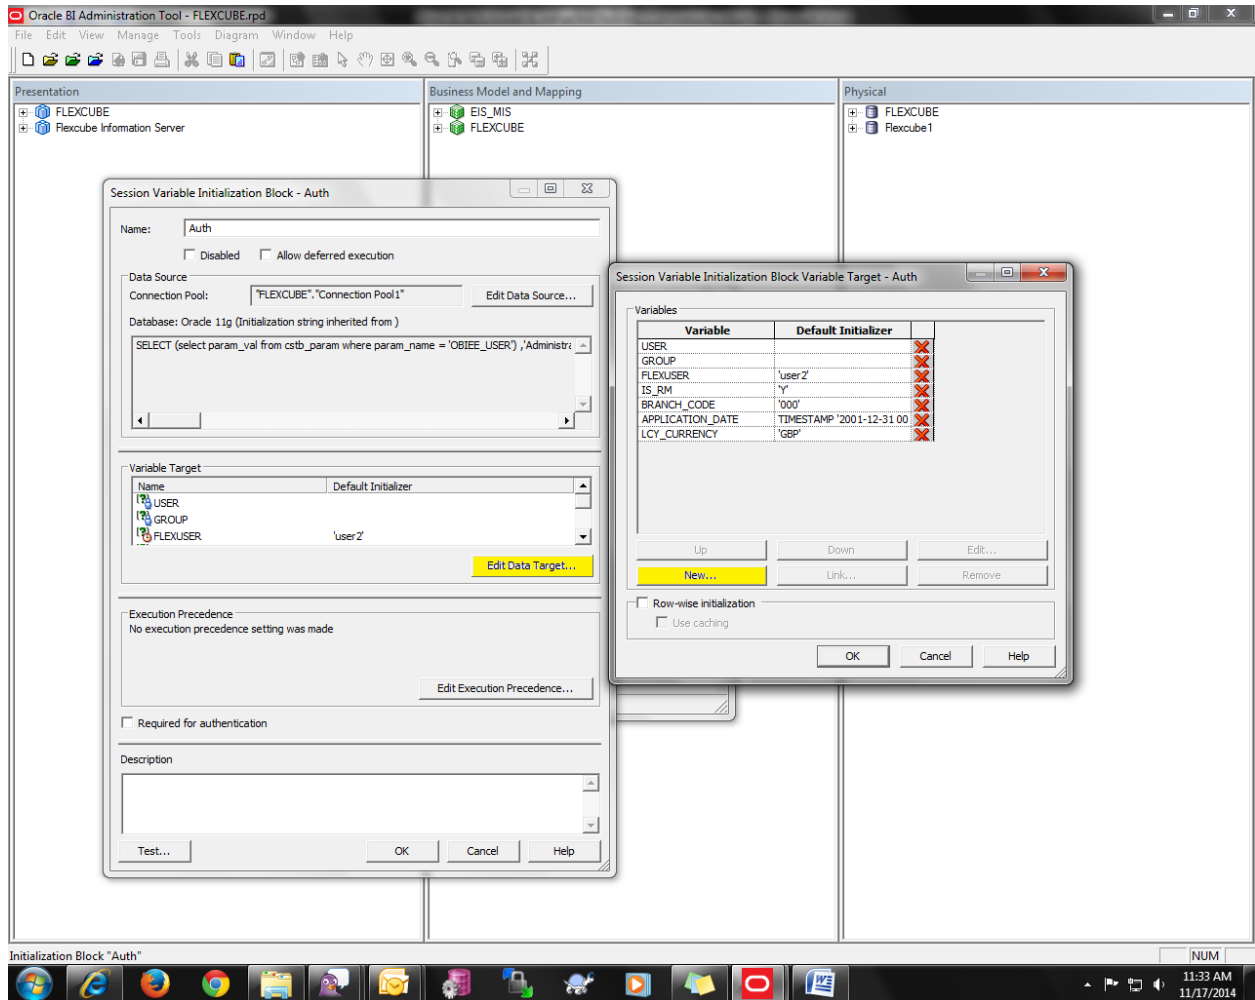 Oracle BI Administration Tool - FLEXCUBE.rpd
File Edit View Manage Tools Diagram Window Help
Presentation
FLEXCUBE
Flexcube Information Server
Business Model and Mapping
EIS_MIS
FLEXCUBE
Physical
FLEXCUBE
Flexcube1
Session Variable Initialization Block - Auth
Name: Auth
Disabled Allow deferred execution
Data Source
Connection Pool: "FLEXCUBE"."Connection Pool1" Edit Data Source...
Database: Oracle 11g (Initialization string inherited from )
SELECT (select param_val from cstb_param where param_name = 'OBIEE_USER') ,'Administra
Variable Target
Name Default Initializer
USER
GROUP
FLEXUSER 'user2'
Edit Data Target...
Execution Precedence
No execution precedence setting was made
Edit Execution Precedence...
Required for authentication
Description
Test... OK Cancel Help
Session Variable Initialization Block Variable Target - Auth
Variables
Variable Default Initializer
USER
GROUP
FLEXUSER 'user2'
IS_RM 'Y'
BRANCH_CODE '000'
APPLICATION_DATE TIMESTAMP '2001-12-31 00
LCY_CURRENCY 'GBP'
Up Down Edit...
New... Link... Remove
Row-wise initialization
Use caching
OK Cancel Help
Initialization Block "Auth"
NUM
11:33 AM
11/17/2014